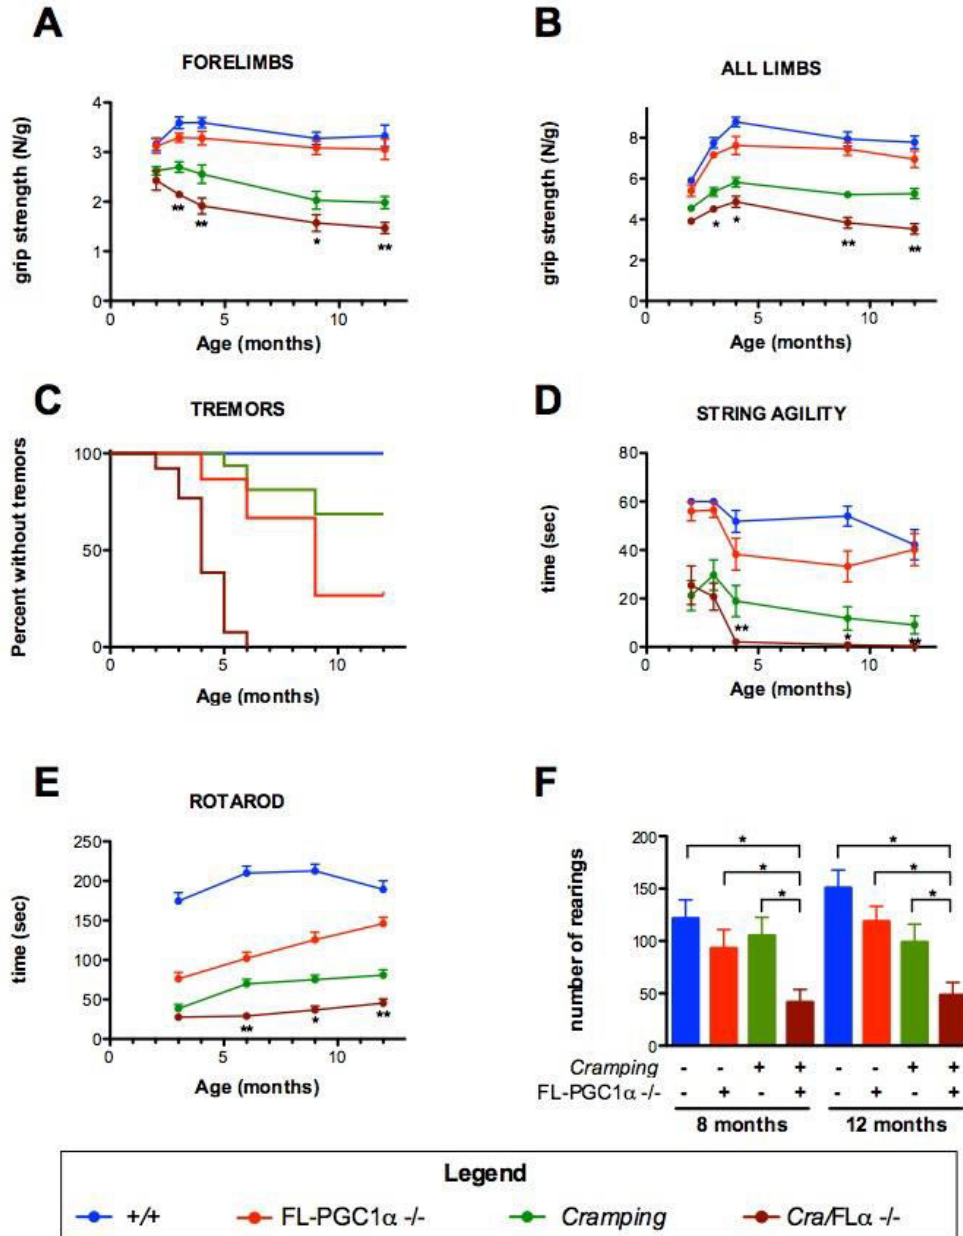 A
FORELIMBS
grip strength (N/g)
4
3
2
1
0
** ** * **
0 5 10
Age (months)
B
ALL LIMBS
grip strength (N/g)
8
6
4
2
0
* * ** **
0 5 10
Age (months)
C
TREMORS
Percent without tremors
100
50
0
0 5 10
Age (months)
D
STRING AGILITY
time (sec)
80
60
40
20
0
** * **
0 5 10
Age (months)
E
ROTAROD
time (sec)
250
200
150
100
50
0
** * **
0 5 10
Age (months)
F
number of rearings
200
150
100
50
0
* * * * * *
Cramping - - + + - - + +
FL-PGC1α -/- - + - + - + - +
8 months 12 months
Legend
+/+ FL-PGC1α -/- Cramping Cra/FLα -/-